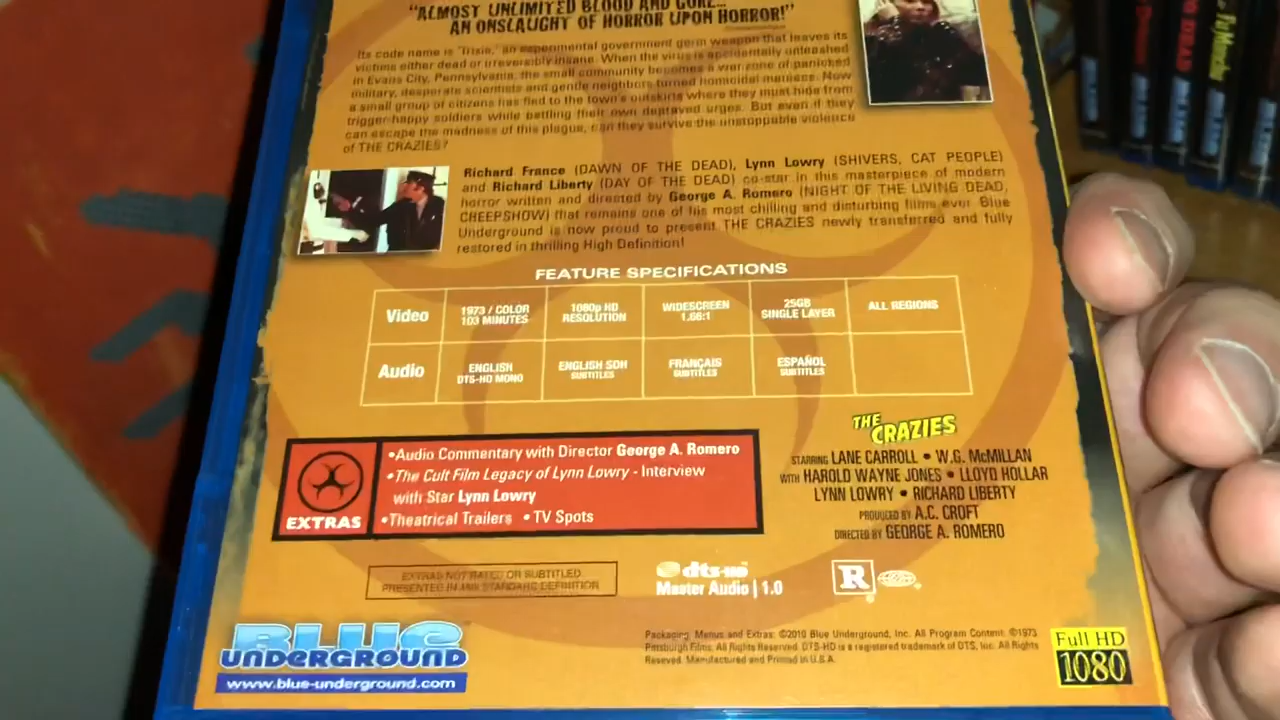 "ALMOST UNLIMITED BLOOD AND GORE...
AN ONSLAUGHT OF HORROR UPON HORROR!"
Its code name is 'Trixie,' an experimental government germ weapon that leaves its
victims either dead or irreversibly insane. When the virus is accidentally unleashed
in Evans City, Pennsylvania, the small community becomes a war zone of panicked
military, desperate scientists and gentle neighbors turned homicidal maniacs. Now
a small group of citizens has fled to the town's outskirts where they must hide from
trigger-happy soldiers while battling their own depraved urges. But even if they
can escape the madness of this plague, can they survive the unstoppable violence
of THE CRAZIES?
Richard France (DAWN OF THE DEAD), Lynn Lowry (SHIVERS, CAT PEOPLE)
and Richard Liberty (DAY OF THE DEAD) co-star in this masterpiece of modern
horror written and directed by George A. Romero (NIGHT OF THE LIVING DEAD,
CREEPSHOW) that remains one of his most chilling and disturbing films ever. Blue
Underground is now proud to present THE CRAZIES newly transferred and fully
restored in thrilling High Definition!
FEATURE SPECIFICATIONS
Video
1973 / COLOR
103 MINUTES
1080p HD
RESOLUTION
WIDESCREEN
1.66:1
25GB
SINGLE LAYER
ALL REGIONS
Audio
ENGLISH
DTS-HD MONO
ENGLISH SDH
SUBTITLES
FRANÇAIS
SUBTITLES
ESPAÑOL
SUBTITLES
EXTRAS
•Audio Commentary with Director George A. Romero
•The Cult Film Legacy of Lynn Lowry - Interview
with Star Lynn Lowry
•Theatrical Trailers •TV Spots
THE CRAZIES
STARRING LANE CARROLL • W.G. McMILLAN
WITH HAROLD WAYNE JONES • LLOYD HOLLAR
LYNN LOWRY • RICHARD LIBERTY
PRODUCED BY A.C. CROFT
DIRECTED BY GEORGE A. ROMERO
EXTRAS NOT RATED OR SUBTITLED
PRESENTED IN STANDARD DEFINITION
dts-HD
Master Audio | 1.0
R
BLUE
UNDERGROUND
www.blue-underground.com
Packaging, Menus and Extras: ©2010 Blue Underground, Inc. All Program Content: ©1973
Pittsburgh Films. All Rights Reserved. DTS-HD is a registered trademark of DTS, Inc. All Rights
Reserved. Manufactured and Printed in U.S.A.
Full HD
1080